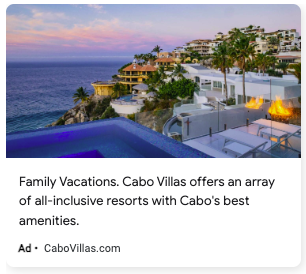 Family Vacations. Cabo Villas offers an array
of all-inclusive resorts with Cabo's best
amenities.
Ad • CaboVillas.com